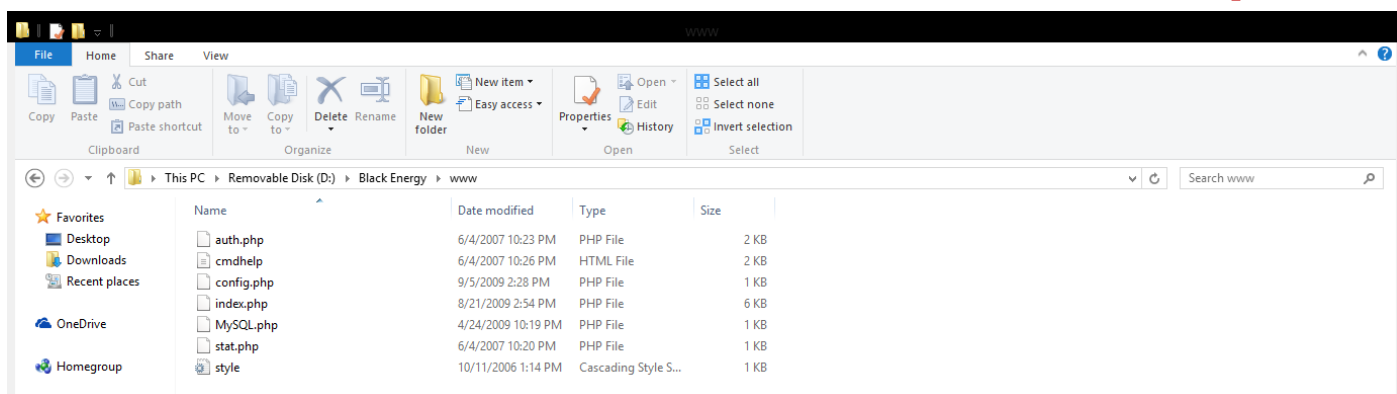 www
File Home Share View
Copy
Paste
Cut
Copy path
Paste shortcut
Clipboard
Move to
Copy to
Delete
Rename
Organize
New folder
New item
Easy access
New
Properties
Open
Edit
History
Open
Select all
Select none
Invert selection
Select
This PC Removable Disk (D:) Black Energy www
Search www
Name Date modified Type Size
Favorites
Desktop
Downloads
Recent places
OneDrive
Homegroup
auth.php 6/4/2007 10:23 PM PHP File 2 KB
cmdhelp 6/4/2007 10:26 PM HTML File 2 KB
config.php 9/5/2009 2:28 PM PHP File 1 KB
index.php 8/21/2009 2:54 PM PHP File 6 KB
MySQL.php 4/24/2009 10:19 PM PHP File 1 KB
stat.php 6/4/2007 10:20 PM PHP File 1 KB
style 10/11/2006 1:14 PM Cascading Style S... 1 KB